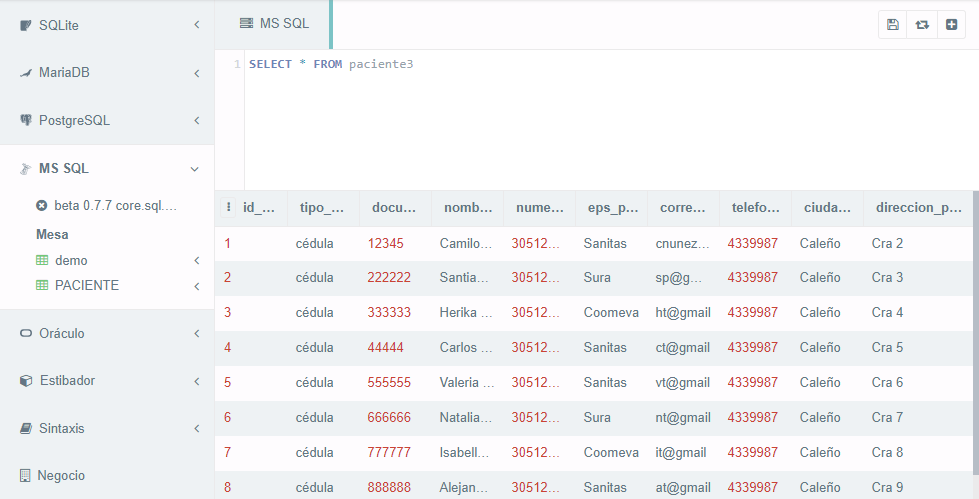 SQLite
MariaDB
PostgreSQL
MS SQL
beta 0.7.7 core.sql....
Mesa
demo
PACIENTE
Oráculo
Estibador
Sintaxis
Negocio
MS SQL
1 SELECT * FROM paciente3
id_... tipo_... docu... nomb... nume... eps_p... corre... telefo... ciuda... direccion_p...
1 cédula 12345 Camilo... 30512... Sanitas cnunez... 4339987 Caleño Cra 2
2 cédula 222222 Santia... 30512... Sura sp@g... 4339987 Caleño Cra 3
3 cédula 333333 Herika ... 30512... Coomeva ht@gmail 4339987 Caleño Cra 4
4 cédula 44444 Carlos ... 30512... Sanitas ct@gmail 4339987 Caleño Cra 5
5 cédula 555555 Valeria ... 30512... Sanitas vt@gmail 4339987 Caleño Cra 6
6 cédula 666666 Natalia... 30512... Sura nt@gmail 4339987 Caleño Cra 7
7 cédula 777777 Isabell... 30512... Coomeva it@gmail 4339987 Caleño Cra 8
8 cédula 888888 Alejan... 30512... Sanitas at@gmail 4339987 Caleño Cra 9